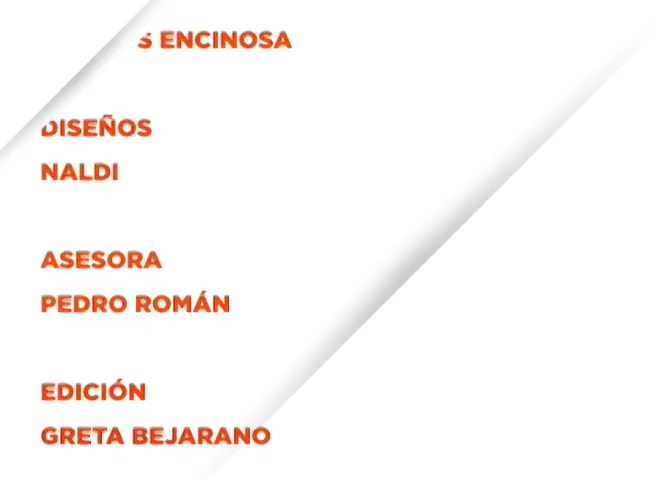 ENCINOSA
DISEÑOS
NALDI
ASESORA
PEDRO ROMÁN
EDICIÓN
GRETA BEJARANO